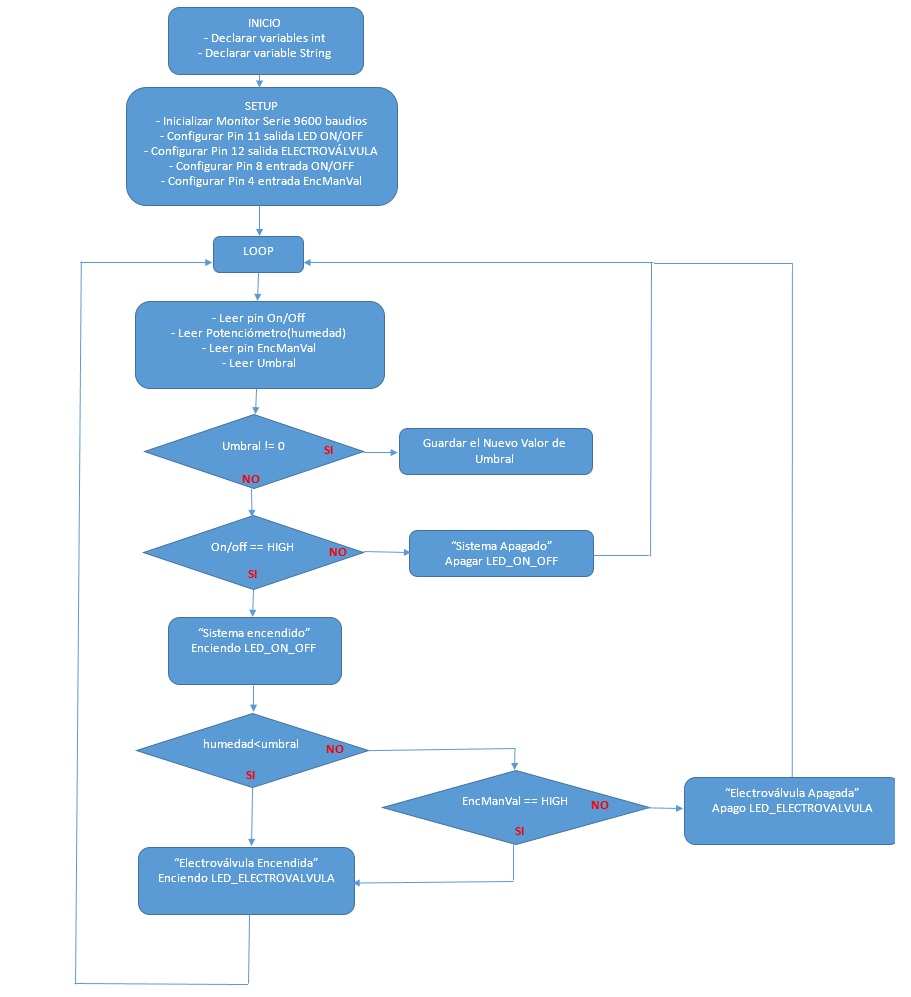 INICIO
- Declarar variables int
- Declarar variable String
SETUP
- Inicializar Monitor Serie 9600 baudios
- Configurar Pin 11 salida LED ON/OFF
- Configurar Pin 12 salida ELECTROVÁLVULA
- Configurar Pin 8 entrada ON/OFF
- Configurar Pin 4 entrada EncManVal
LOOP
- Leer pin On/Off
- Leer Potenciómetro(humedad)
- Leer pin EncManVal
- Leer Umbral
Umbral != 0
SI
NO
Guardar el Nuevo Valor de
Umbral
On/off == HIGH
NO
SI
“Sistema Apagado”
Apagar LED_ON_OFF
“Sistema encendido”
Enciendo LED_ON_OFF
humedad<umbral
NO
SI
EncManVal == HIGH
NO
SI
“Electroválvula Apagada”
Apago LED_ELECTROVALVULA
“Electroválvula Encendida”
Enciendo LED_ELECTROVALVULA